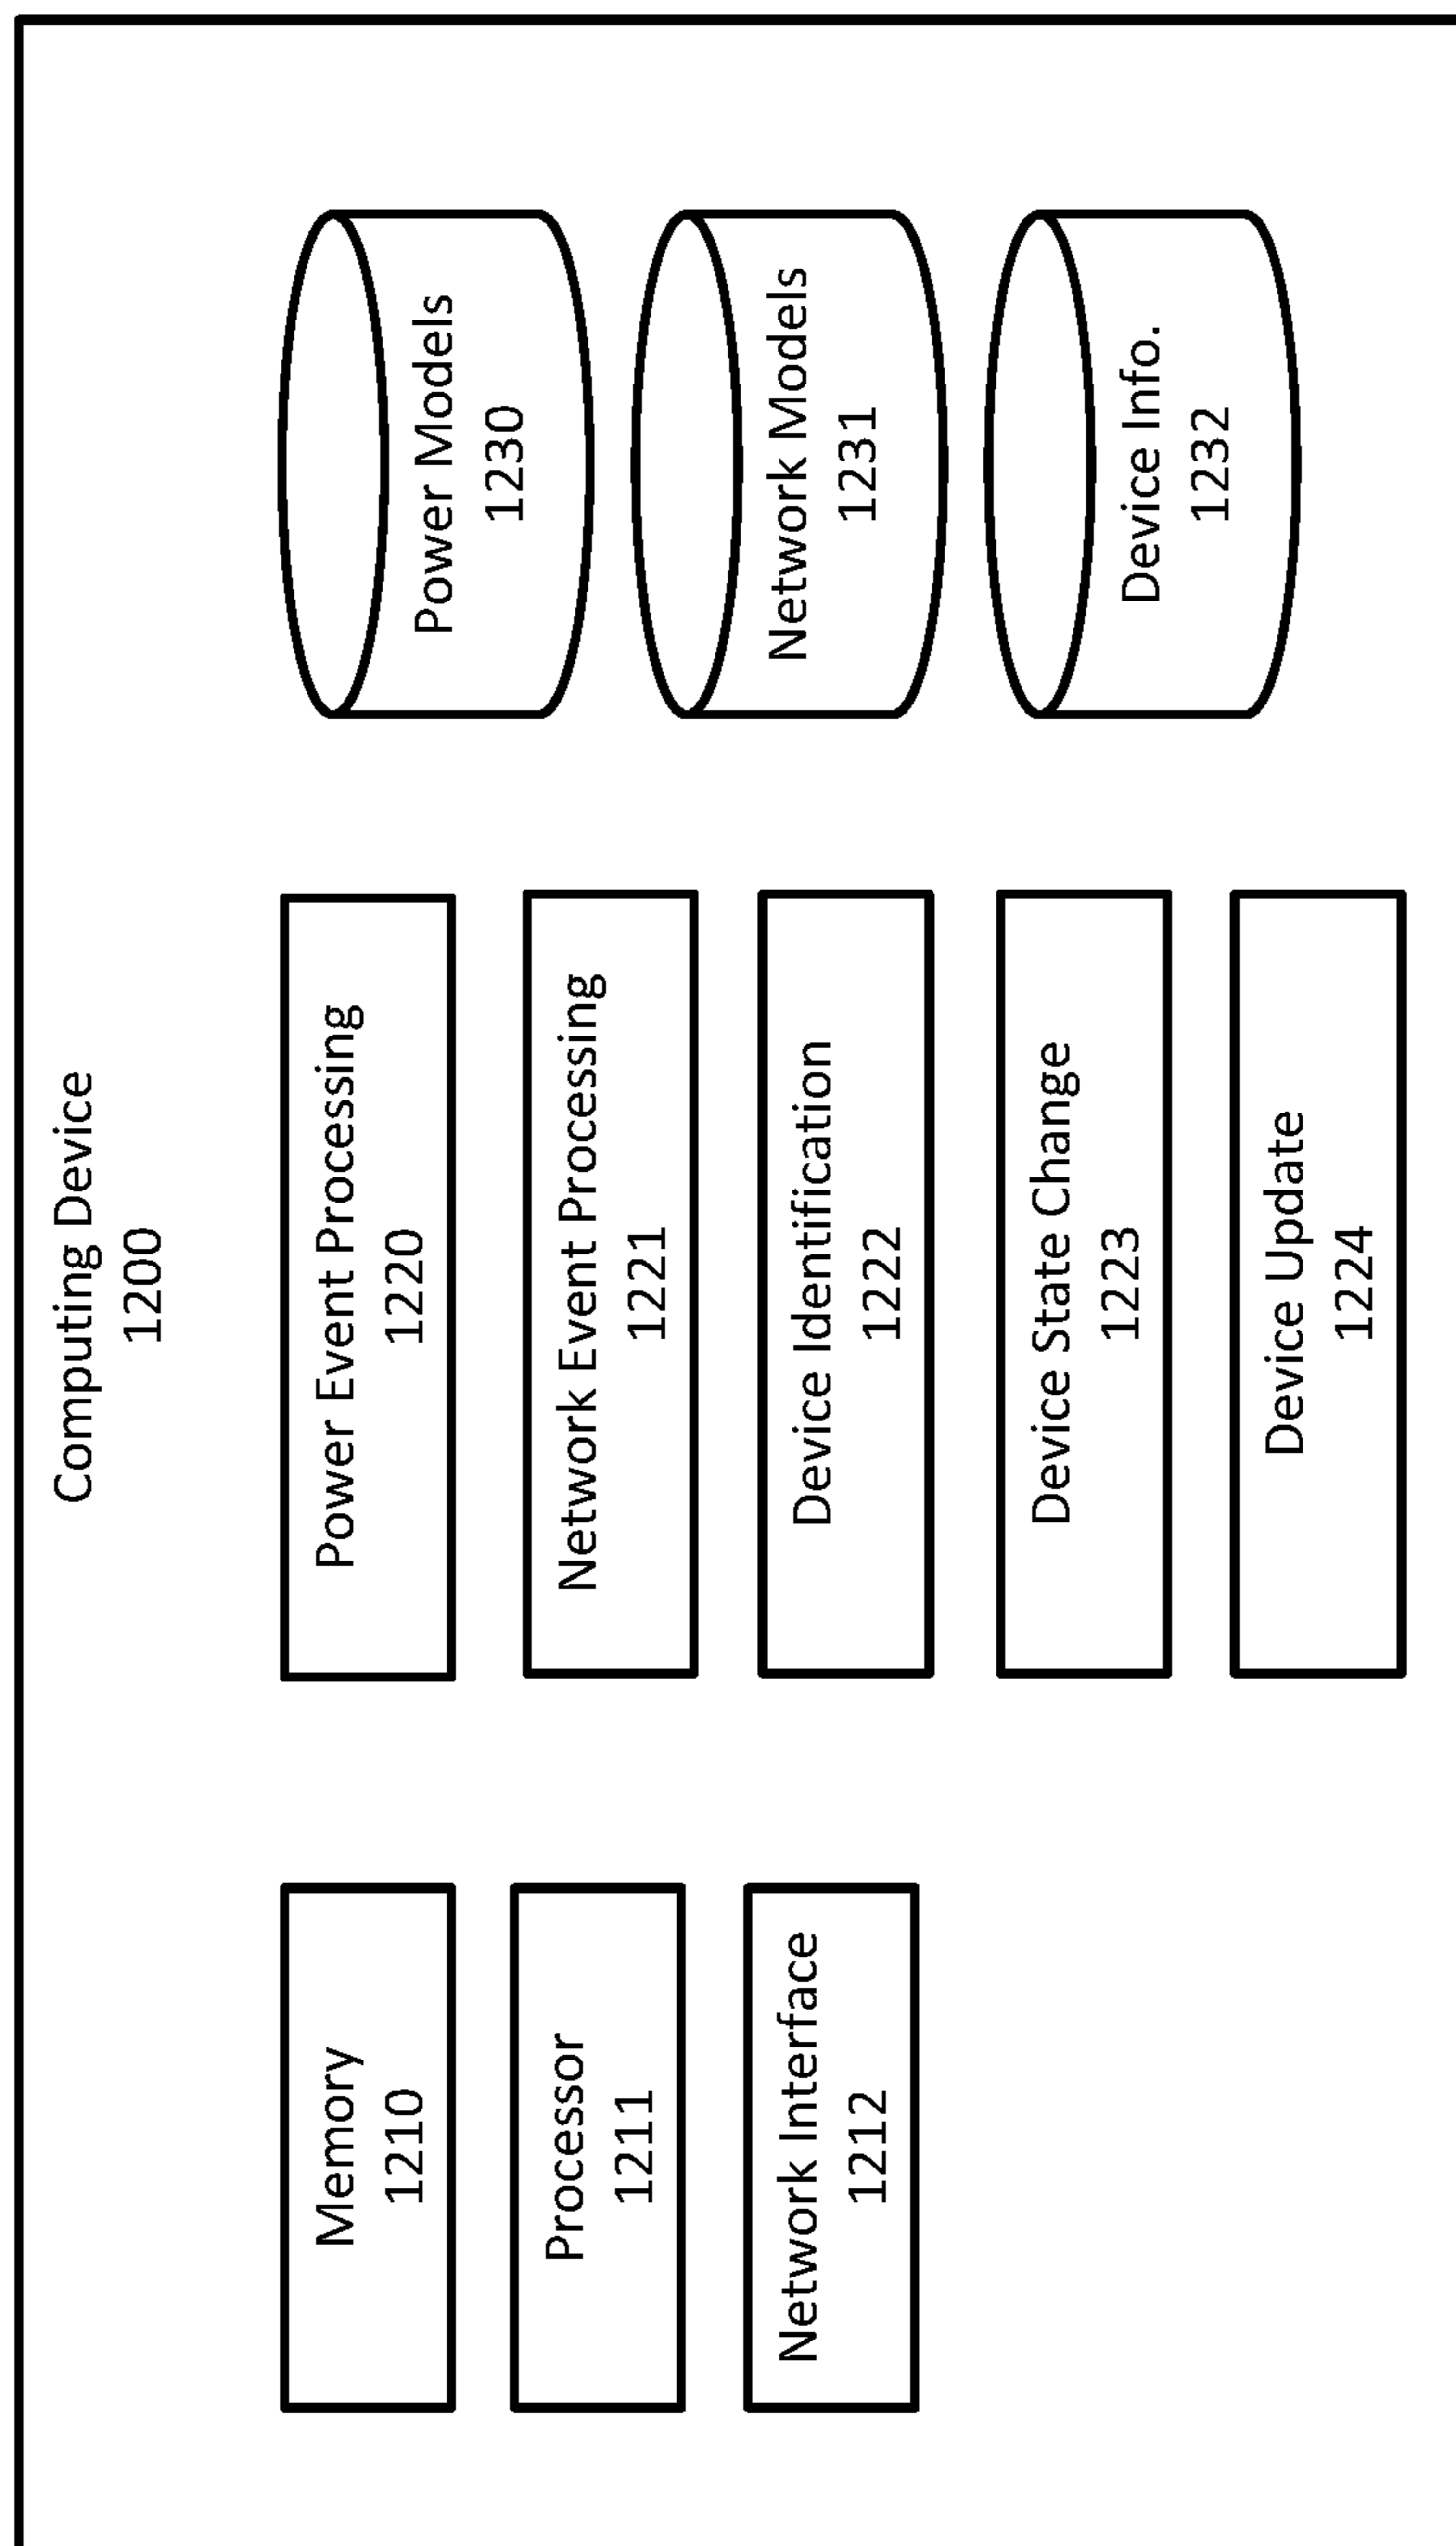 Computing Device
1200
Memory
1210
Processor
1211
Network Interface
1212
Power Event Processing
1220
Network Event Processing
1221
Device Identification
1222
Device State Change
1223
Device Update
1224
Power Models
1230
Network Models
1231
Device Info.
1232